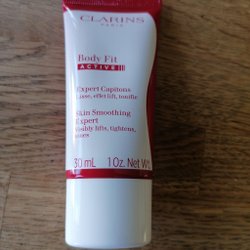 CLARINS
PARIS
Body Fit
ACTIVE
Expert Capitons
Lisse, effet lift, tonifie
Skin Smoothing
Expert
Visibly lifts, tightens,
tones
30 mL 1 Oz. Net Wt.